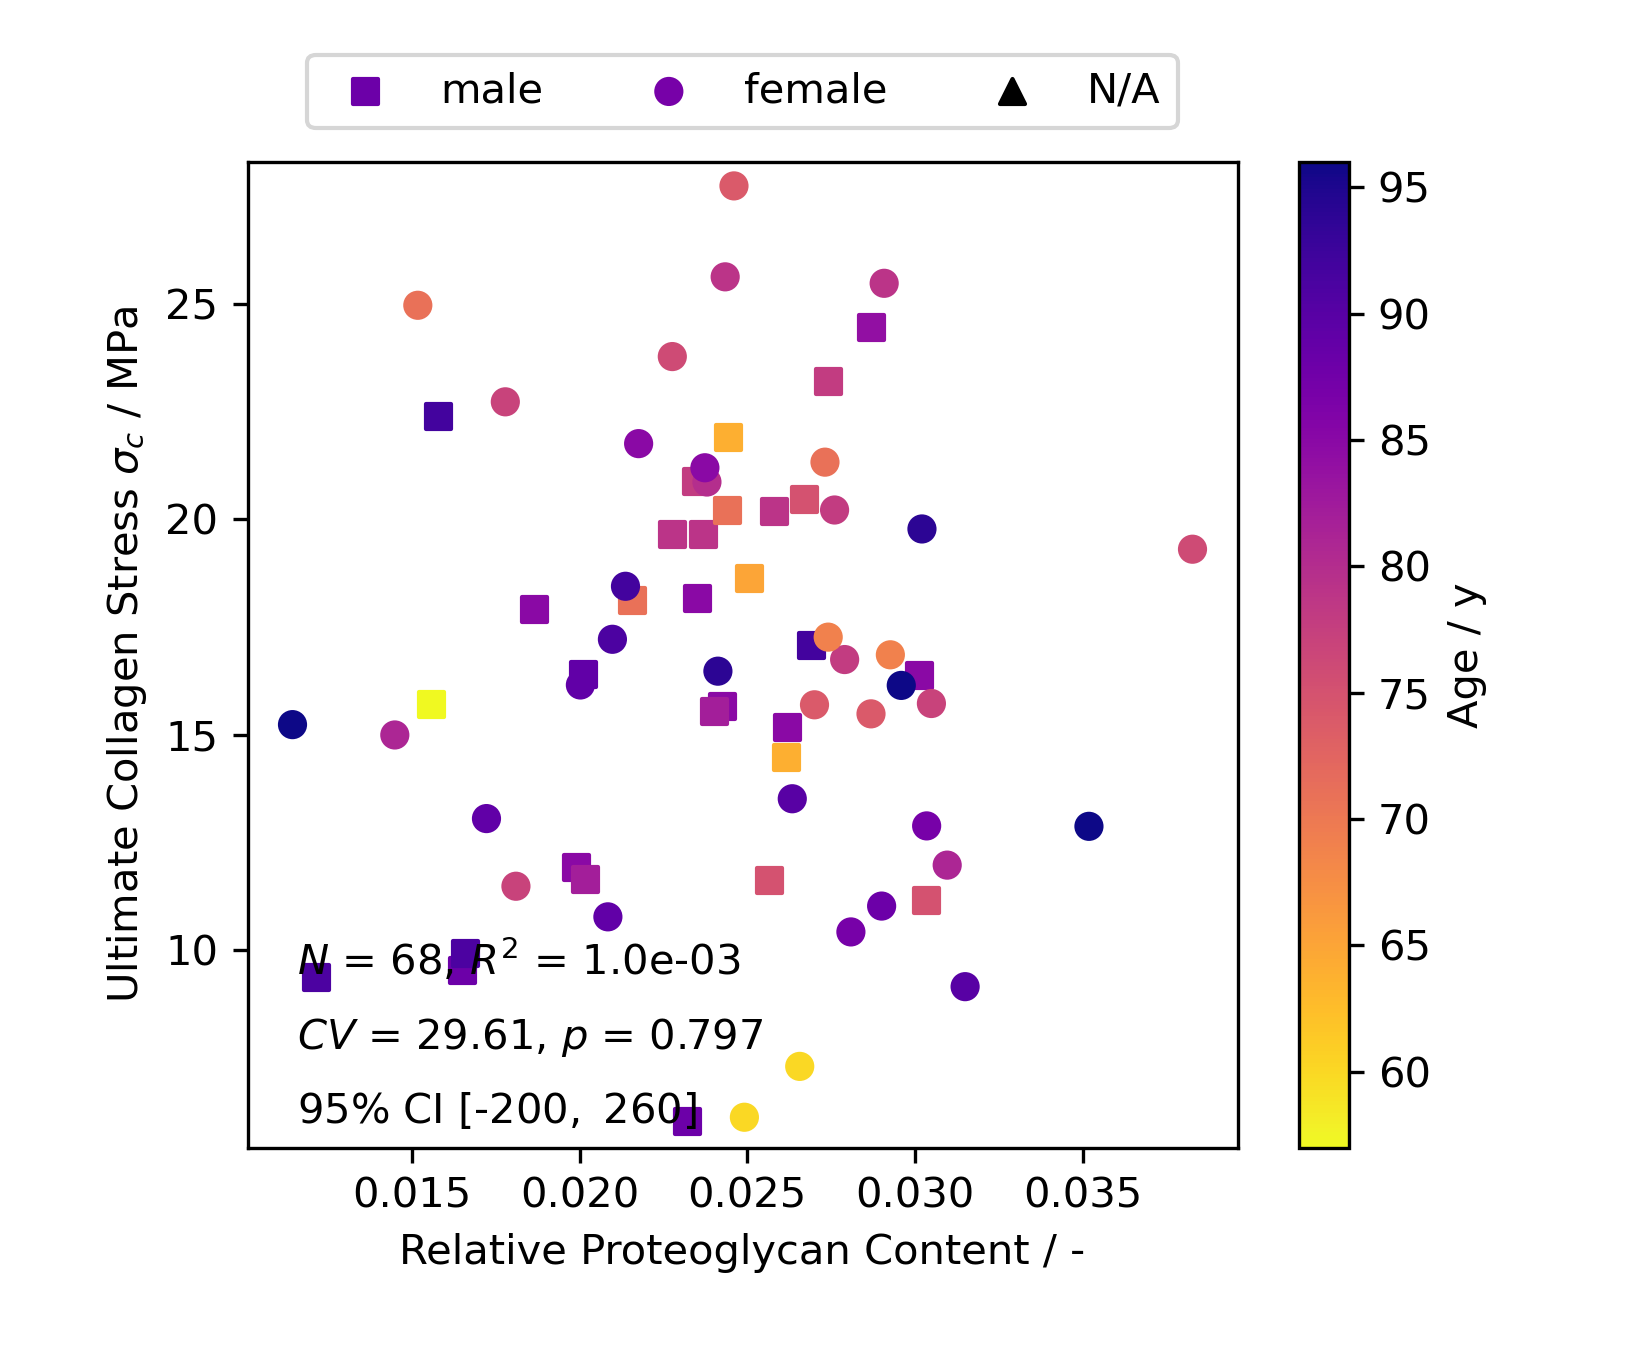 male female N/A
Ultimate Collagen Stress σc / MPa
25
20
15
10
N = 68, R² = 1.0e-03
CV = 29.61, p = 0.797
95% CI [-200, 260]
0.015 0.020 0.025 0.030 0.035
Relative Proteoglycan Content / -
95
90
85
80
75
70
65
60
Age / y